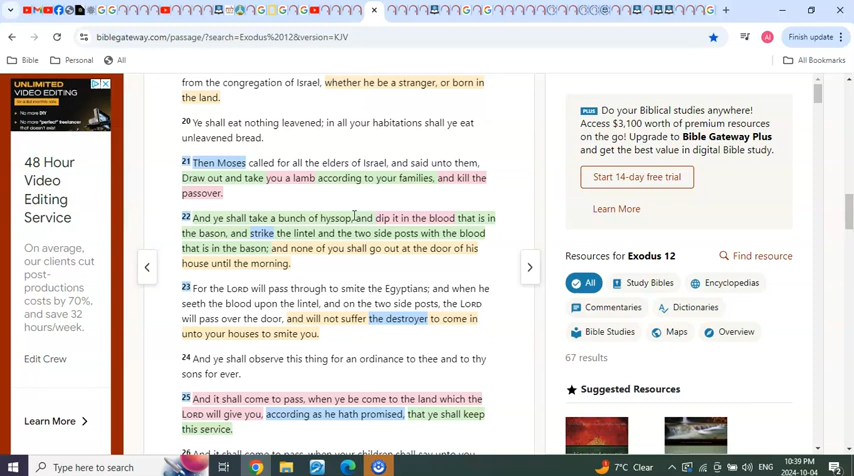 Finish update
biblegateway.com/passage/?search=Exodus%2012&version=KJV
AI
Bible
Personal
All
All Bookmarks
UNLIMITED
VIDEO EDITING
48 Hour
Video
Editing
Service
On average,
our clients cut
post-
productions
costs by 70%,
and save 32
hours/week.
Edit Crew
Learn More
from the congregation of Israel, whether he be a stranger, or born in
the land.
20 Ye shall eat nothing leavened; in all your habitations shall ye eat
unleavened bread.
21 Then Moses called for all the elders of Israel, and said unto them,
Draw out and take you a lamb according to your families, and kill the
passover.
22 And ye shall take a bunch of hyssop, and dip it in the blood that is in
the bason, and strike the lintel and the two side posts with the blood
that is in the bason; and none of you shall go out at the door of his
house until the morning.
23 For the LORD will pass through to smite the Egyptians; and when he
seeth the blood upon the lintel, and on the two side posts, the LORD
will pass over the door, and will not suffer the destroyer to come in
unto your houses to smite you.
24 And ye shall observe this thing for an ordinance to thee and to thy
sons for ever.
25 And it shall come to pass, when ye be come to the land which the
LORD will give you, according as he hath promised, that ye shall keep
this service.
26 And it shall come to pass, when your children shall say unto you,
PLUS Do your Biblical studies anywhere!
Access $3,100 worth of premium resources
on the go! Upgrade to Bible Gateway Plus
and get the best value in digital Bible study.
Start 14-day free trial
Learn More
Resources for Exodus 12
Find resource
All
Study Bibles
Encyclopedias
Commentaries
Dictionaries
Bible Studies
Maps
Overview
67 results
Suggested Resources
Type here to search
7°C Clear
10:39 PM
2024-10-04